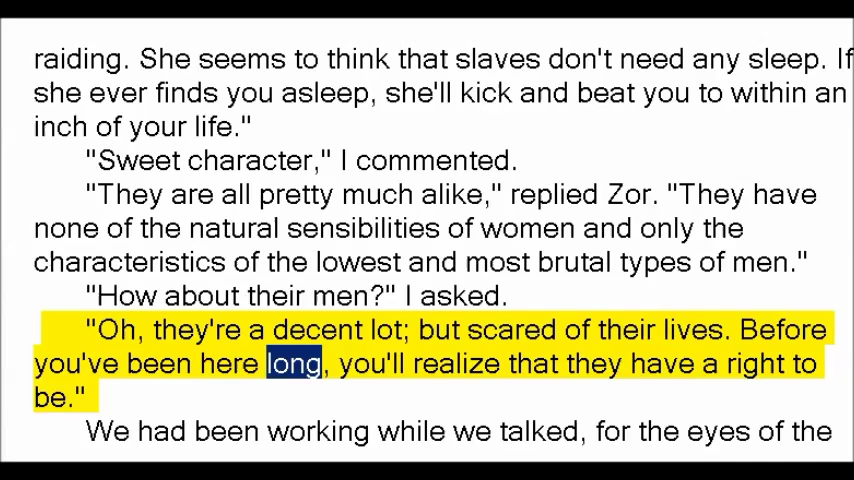 raiding. She seems to think that slaves don't need any sleep. If
she ever finds you asleep, she'll kick and beat you to within an
inch of your life."
"Sweet character," I commented.
"They are all pretty much alike," replied Zor. "They have
none of the natural sensibilities of women and only the
characteristics of the lowest and most brutal types of men."
"How about their men?" I asked.
"Oh, they're a decent lot; but scared of their lives. Before
you've been here long, you'll realize that they have a right to
be."
We had been working while we talked, for the eyes of the